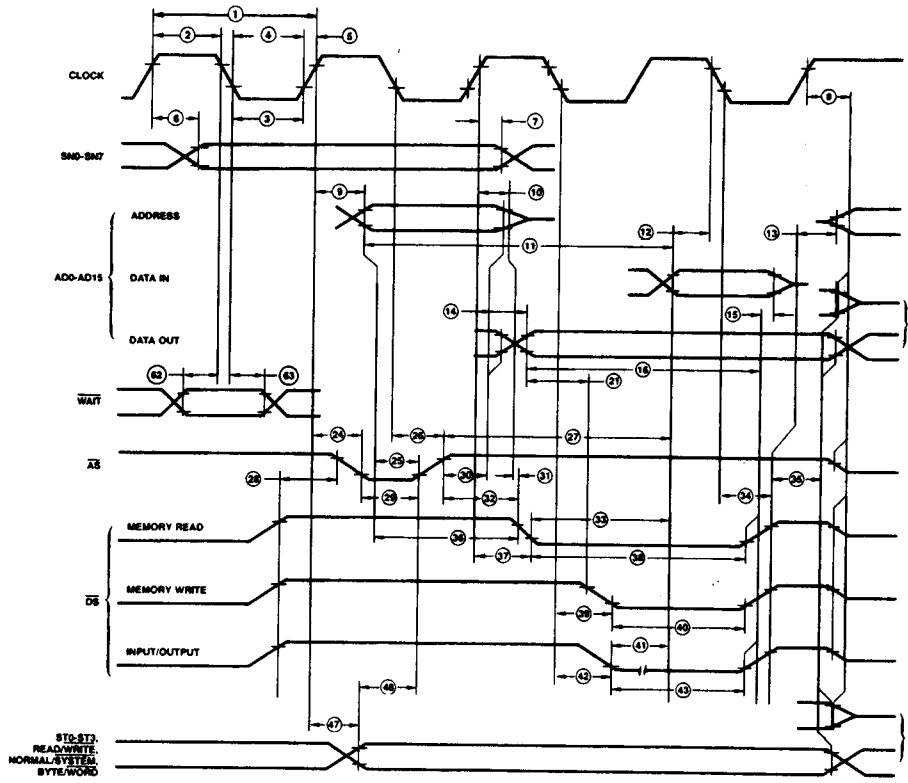 1
2 4 5
CLOCK
6 3 7 8
SN0-SN7
9 10
ADDRESS
11 12 13
AD0-AD15 DATA IN
14 15
DATA OUT
16
62 63 21
WAIT
24 26 27
AS
28 25 30 31
29 32 34 35
MEMORY READ 33
36 37 38
MEMORY WRITE
DS 39 40
INPUT/OUTPUT 41
42 43
46
47
ST0-ST3,
READ/WRITE,
NORMAL/SYSTEM,
BYTE/WORD